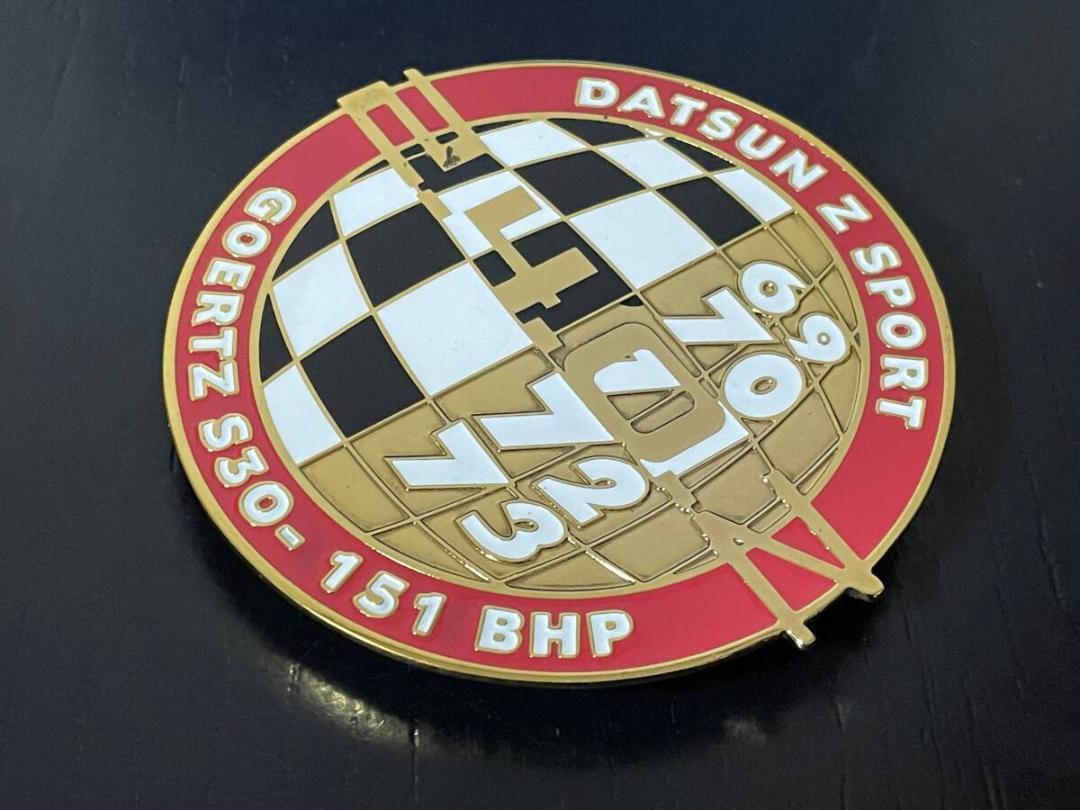 DATSUN Z SPORT
69
70
71
72
73
GOERTZ S30- 151 BHP